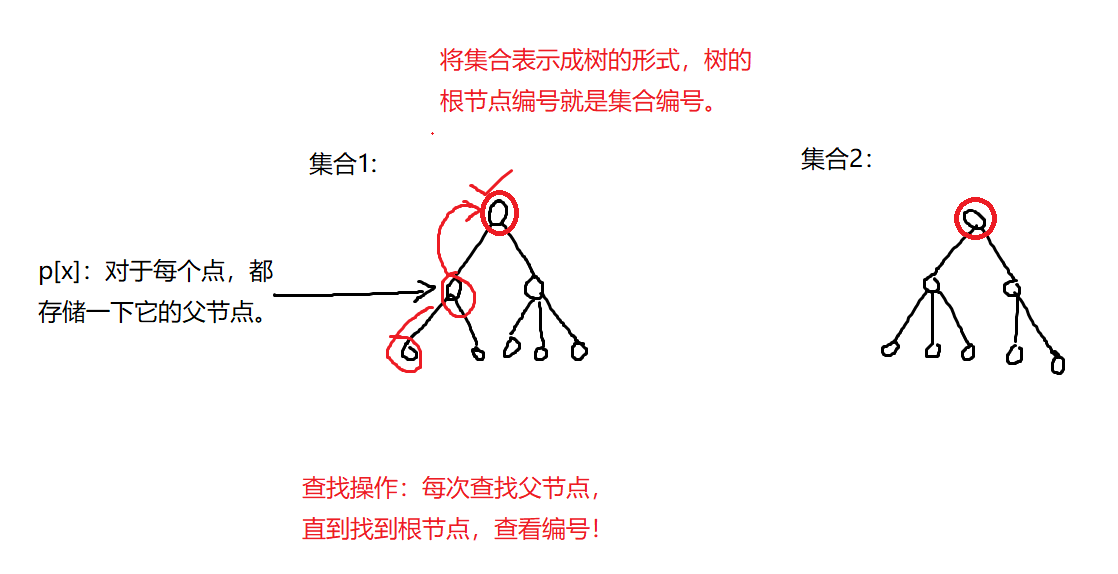 将集合表示成树的形式，树的
根节点编号就是集合编号。
集合1：
集合2：
p[x]：对于每个点，都
存储一下它的父节点。
查找操作：每次查找父节点，
直到找到根节点，查看编号！